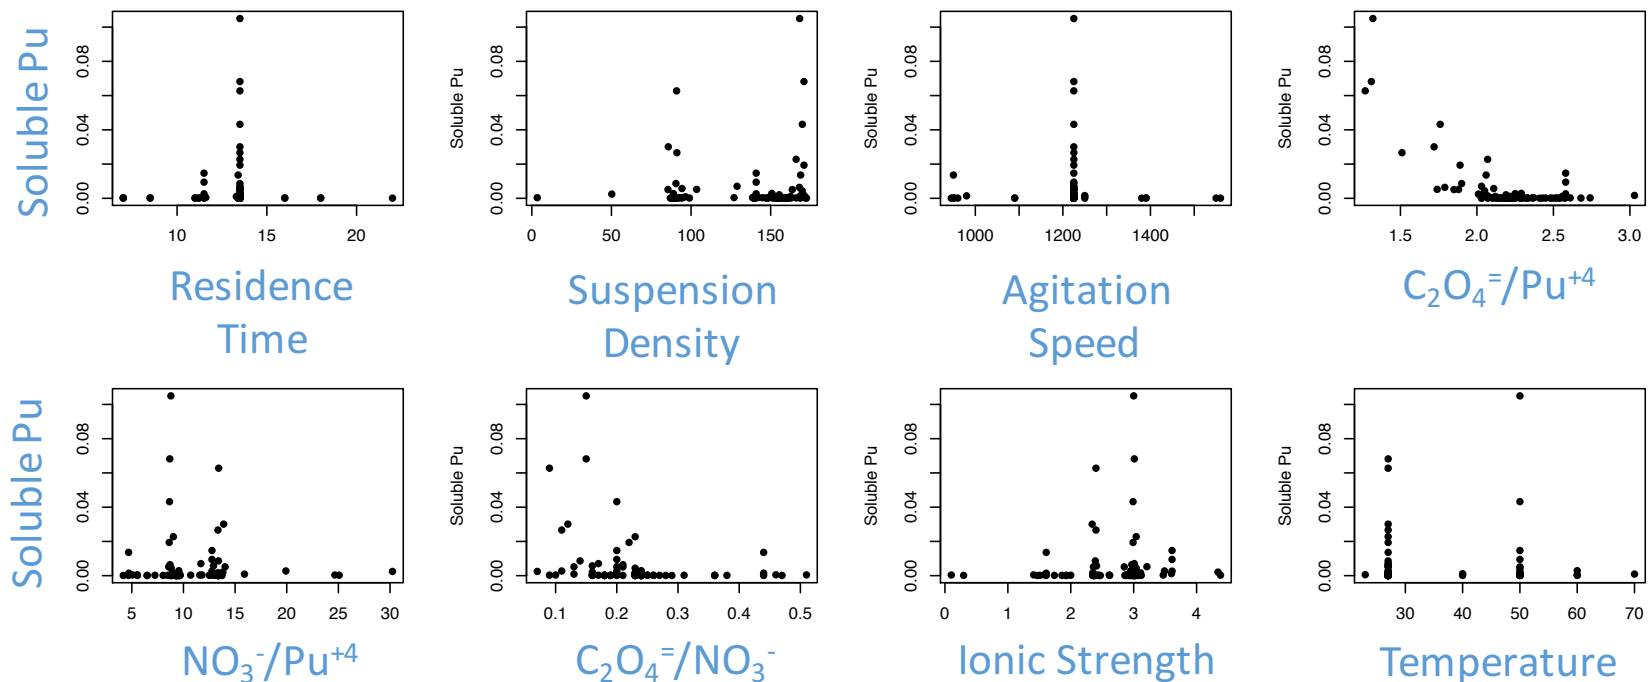 Soluble Pu
0.00 0.04 0.08
10 15 20
Residence
Time
Soluble Pu
0.00 0.04 0.08
0 50 100 150
Suspension
Density
Soluble Pu
0.00 0.04 0.08
1000 1200 1400
Agitation
Speed
Soluble Pu
0.00 0.04 0.08
1.5 2.0 2.5 3.0
C₂O₄⁼/Pu⁺⁴
Soluble Pu
0.00 0.04 0.08
5 10 15 20 25 30
NO₃⁻/Pu⁺⁴
Soluble Pu
0.00 0.04 0.08
0.1 0.2 0.3 0.4 0.5
C₂O₄⁼/NO₃⁻
Soluble Pu
0.00 0.04 0.08
0 1 2 3 4
Ionic Strength
Soluble Pu
0.00 0.04 0.08
30 40 50 60 70
Temperature